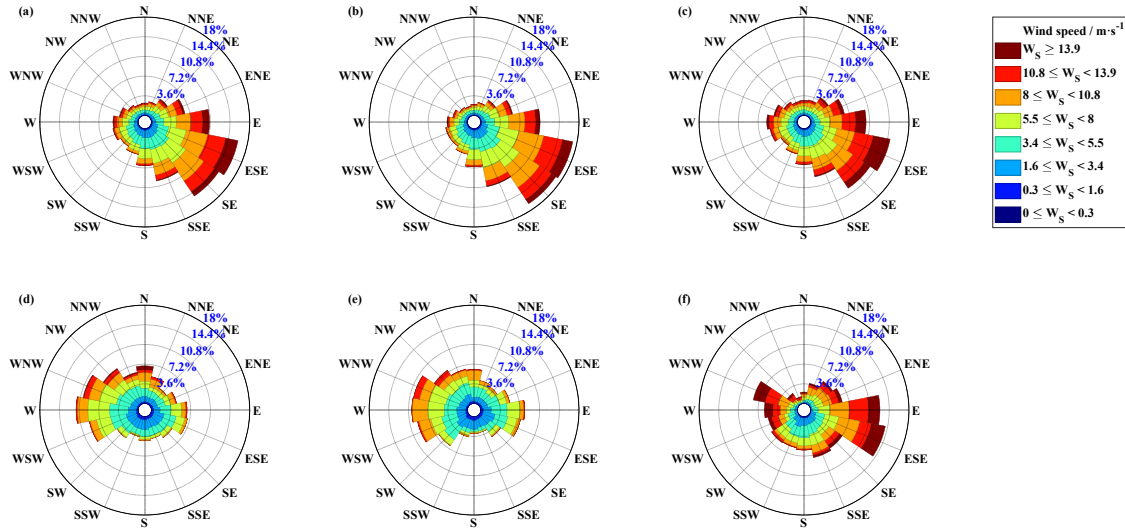 (a)
N
NNE
NE
ENE
E
ESE
SE
SSE
S
SSW
SW
WSW
W
WNW
NW
NNW
18%
14.4%
10.8%
7.2%
3.6%
(b)
N
NNE
NE
ENE
E
ESE
SE
SSE
S
SSW
SW
WSW
W
WNW
NW
NNW
18%
14.4%
10.8%
7.2%
3.6%
(c)
N
NNE
NE
ENE
E
ESE
SE
SSE
S
SSW
SW
WSW
W
WNW
NW
NNW
18%
14.4%
10.8%
7.2%
3.6%
Wind speed / m·s⁻¹
W_S ≥ 13.9
10.8 ≤ W_S < 13.9
8 ≤ W_S < 10.8
5.5 ≤ W_S < 8
3.4 ≤ W_S < 5.5
1.6 ≤ W_S < 3.4
0.3 ≤ W_S < 1.6
0 ≤ W_S < 0.3
(d)
N
NNE
NE
ENE
E
ESE
SE
SSE
S
SSW
SW
WSW
W
WNW
NW
NNW
18%
14.4%
10.8%
7.2%
3.6%
(e)
N
NNE
NE
ENE
E
ESE
SE
SSE
S
SSW
SW
WSW
W
WNW
NW
NNW
18%
14.4%
10.8%
7.2%
3.6%
(f)
N
NNE
NE
ENE
E
ESE
SE
SSE
S
SSW
SW
WSW
W
WNW
NW
NNW
18%
14.4%
10.8%
7.2%
3.6%